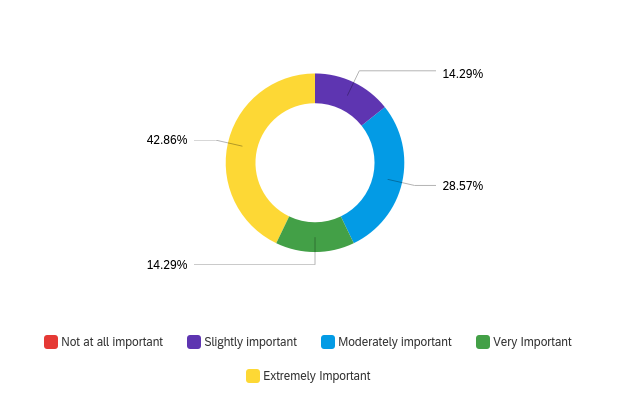 14.29%
42.86%
28.57%
14.29%
Not at all important
Slightly important
Moderately important
Very Important
Extremely Important